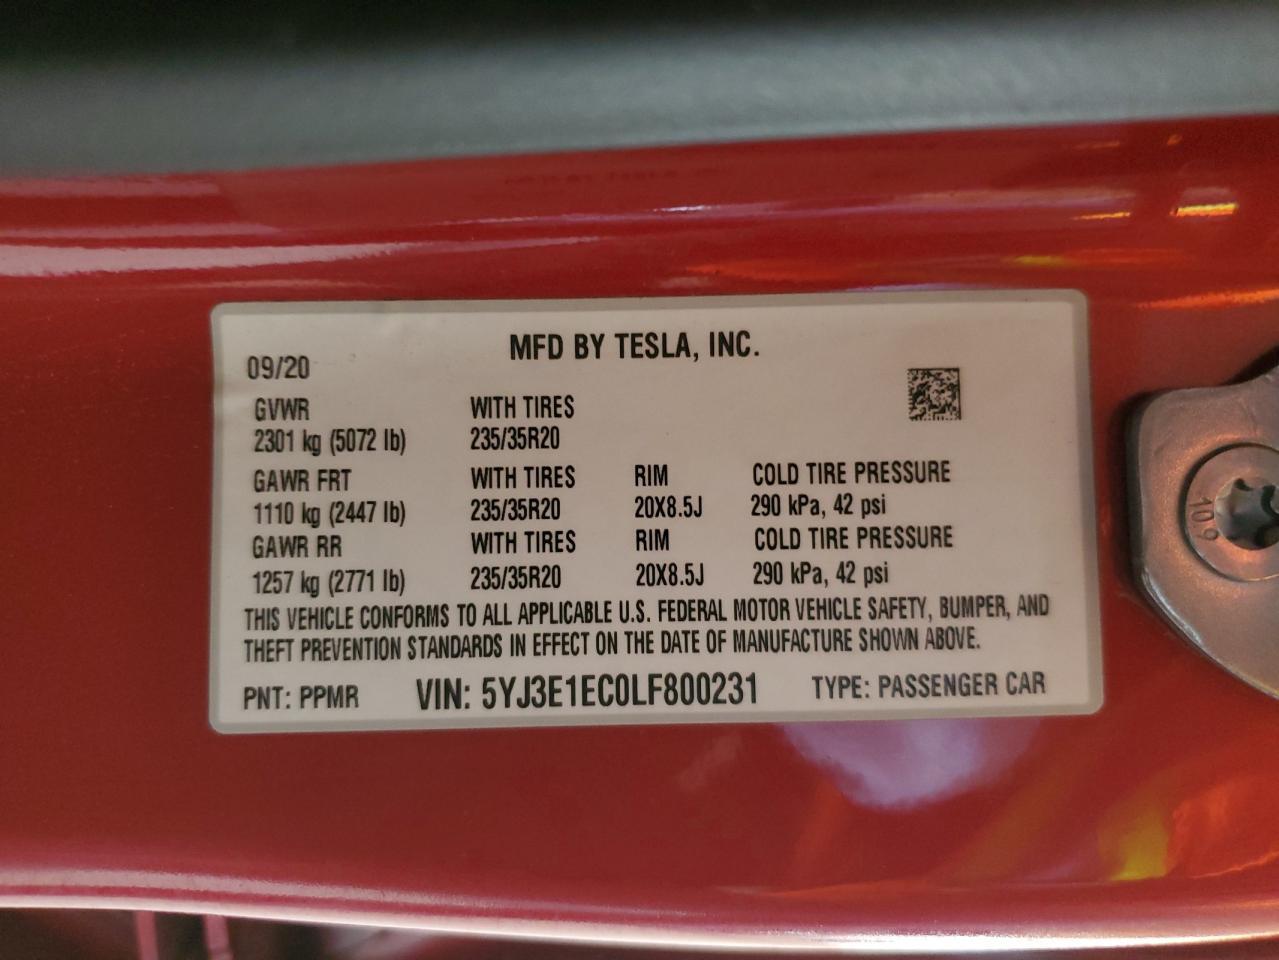 MFD BY TESLA, INC.
09/20
GVWR WITH TIRES
2301 kg (5072 lb) 235/35R20
GAWR FRT WITH TIRES RIM COLD TIRE PRESSURE
1110 kg (2447 lb) 235/35R20 20X8.5J 290 kPa, 42 psi
GAWR RR WITH TIRES RIM COLD TIRE PRESSURE
1257 kg (2771 lb) 235/35R20 20X8.5J 290 kPa, 42 psi
THIS VEHICLE CONFORMS TO ALL APPLICABLE U.S. FEDERAL MOTOR VEHICLE SAFETY, BUMPER, AND
THEFT PREVENTION STANDARDS IN EFFECT ON THE DATE OF MANUFACTURE SHOWN ABOVE.
PNT: PPMR VIN: 5YJ3E1EC0LF800231 TYPE: PASSENGER CAR
10.9